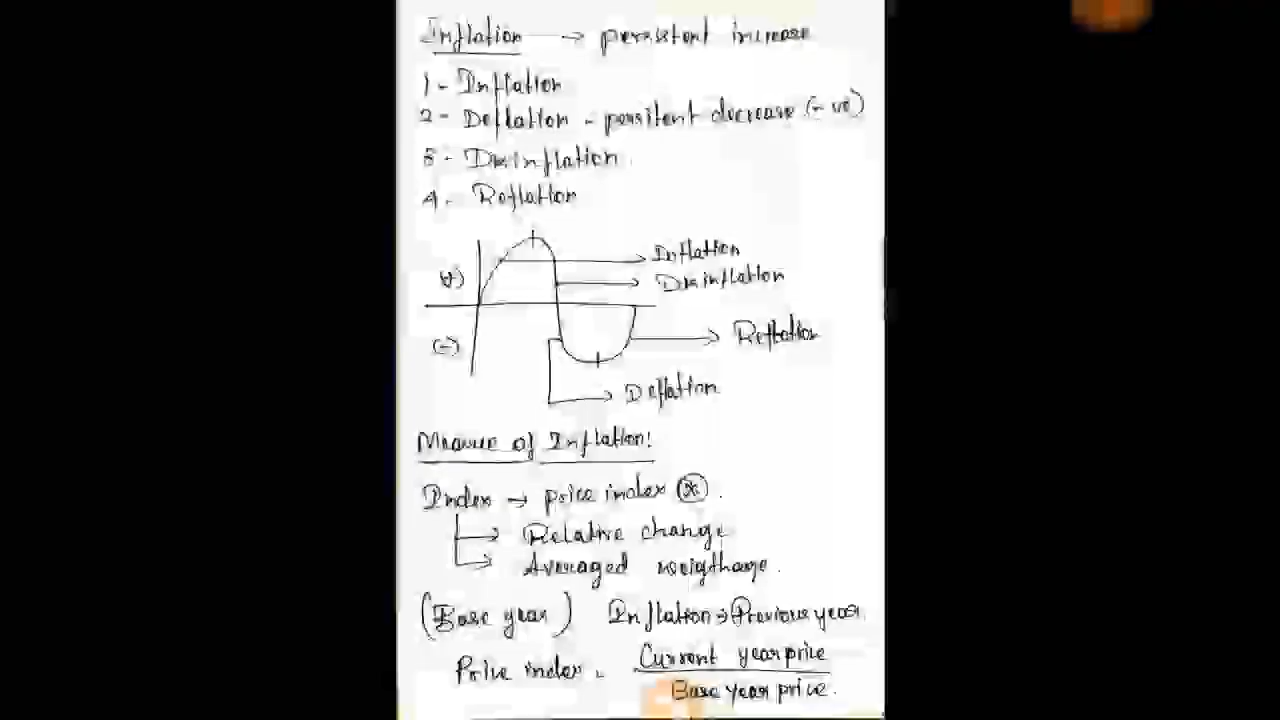 Inflation → persistent increase
1- Inflation
2- Deflation - persitent decrease (-ve)
3- Disinflation
4- Reflation
Inflation
(+)
Disinflation
(-)
Reflation
Deflation
Measure of Inflation:
Index → price index (*).
→ Relative change
→ Averaged weigthage.
(Base year) Inflation → Previous year.
Price index = Current year price
Base year price.